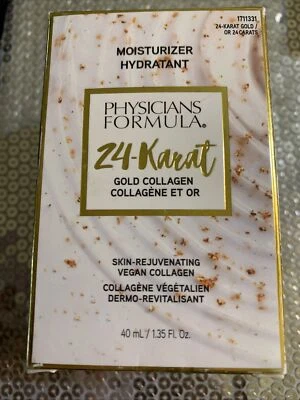 1711331
24-KARAT GOLD /
OR 24 CARATS
MOISTURIZER
HYDRATANT
PHYSICIANS
FORMULA®
24-Karat
GOLD COLLAGEN
COLLAGÈNE ET OR
SKIN-REJUVENATING
VEGAN COLLAGEN
COLLAGÈNE VÉGÉTALIEN
DERMO-REVITALISANT
40 mL / 1.35 Fl. Oz.